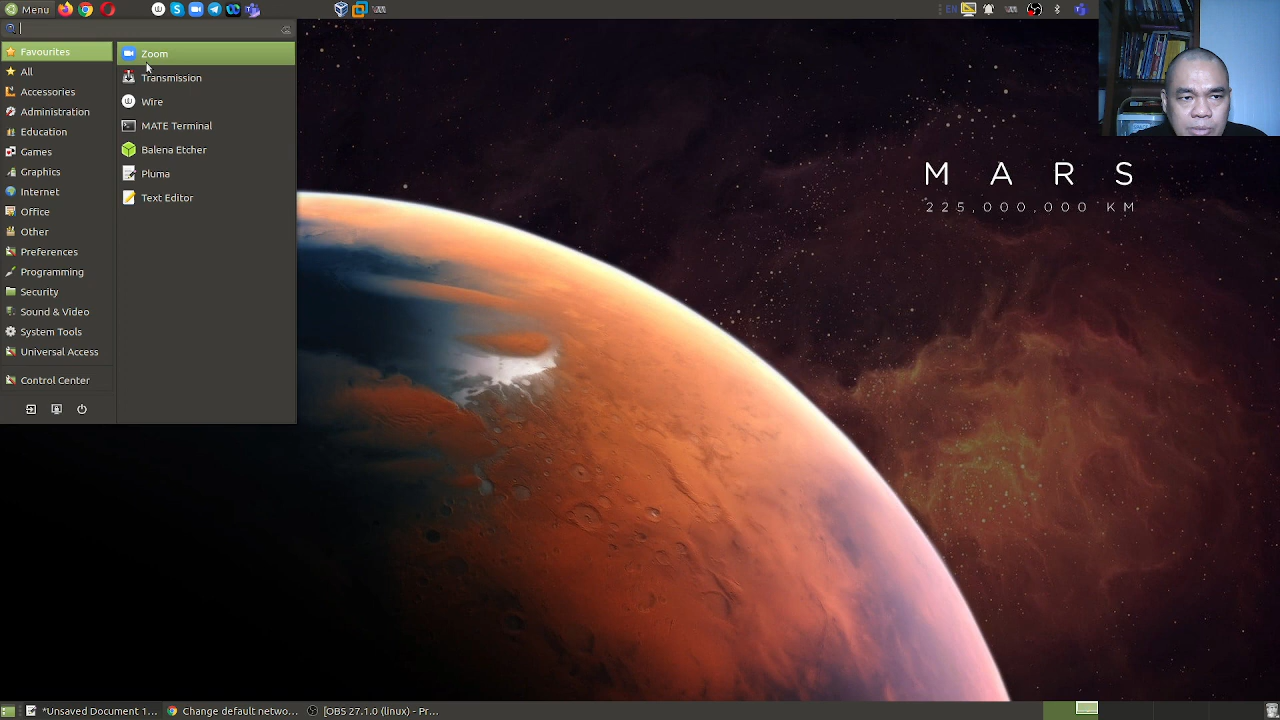 Menu
EN
Favourites
All
Accessories
Administration
Education
Games
Graphics
Internet
Office
Other
Preferences
Programming
Security
Sound & Video
System Tools
Universal Access
Control Center
Zoom
Transmission
Wire
MATE Terminal
Balena Etcher
Pluma
Text Editor
MARS
225,000,000 KM
*Unsaved Document 1...
Change default netwo...
[OBS 27.1.0 (linux) - Pr...